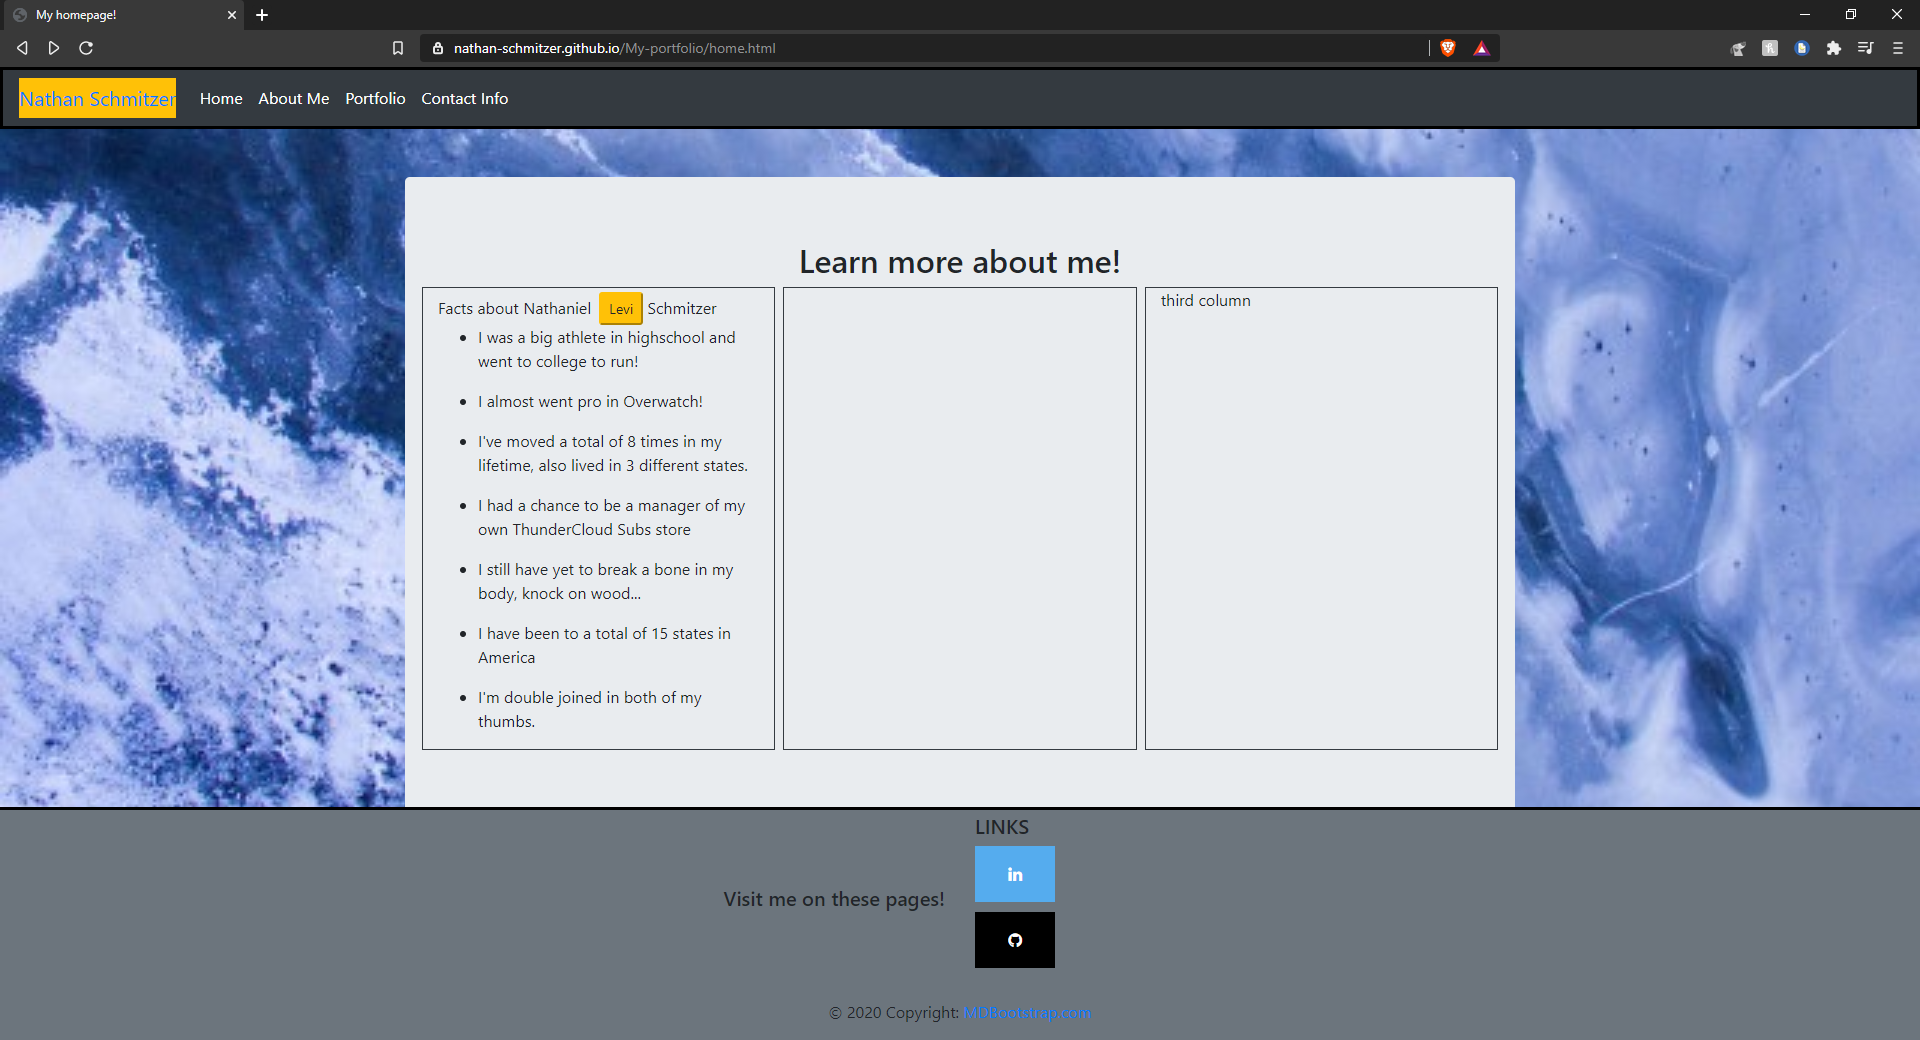 My homepage!
nathan-schmitzer.github.io/My-portfolio/home.html
Nathan Schmitzer Home About Me Portfolio Contact Info
Learn more about me!
Facts about Nathaniel Levi Schmitzer
I was a big athlete in highschool and
went to college to run!
I almost went pro in Overwatch!
I've moved a total of 8 times in my
lifetime, also lived in 3 different states.
I had a chance to be a manager of my
own ThunderCloud Subs store
I still have yet to break a bone in my
body, knock on wood...
I have been to a total of 15 states in
America
I'm double joined in both of my
thumbs.
third column
Visit me on these pages!
LINKS
in
© 2020 Copyright: MDBootstrap.com